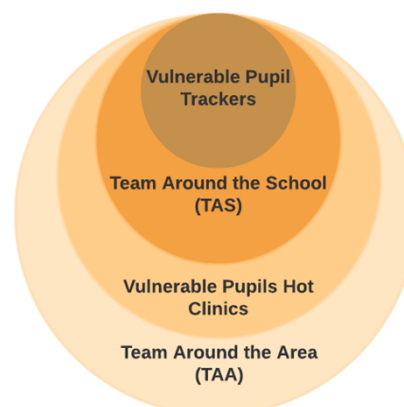 Vulnerable Pupil
Trackers
Team Around the School
(TAS)
Vulnerable Pupils Hot
Clinics
Team Around the Area
(TAA)